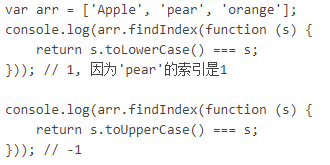 var arr = ['Apple', 'pear', 'orange'];
console.log(arr.findIndex(function (s) {
    return s.toLowerCase() === s;
})); // 1, 因为'pear'的索引是1

console.log(arr.findIndex(function (s) {
    return s.toUpperCase() === s;
})); // -1